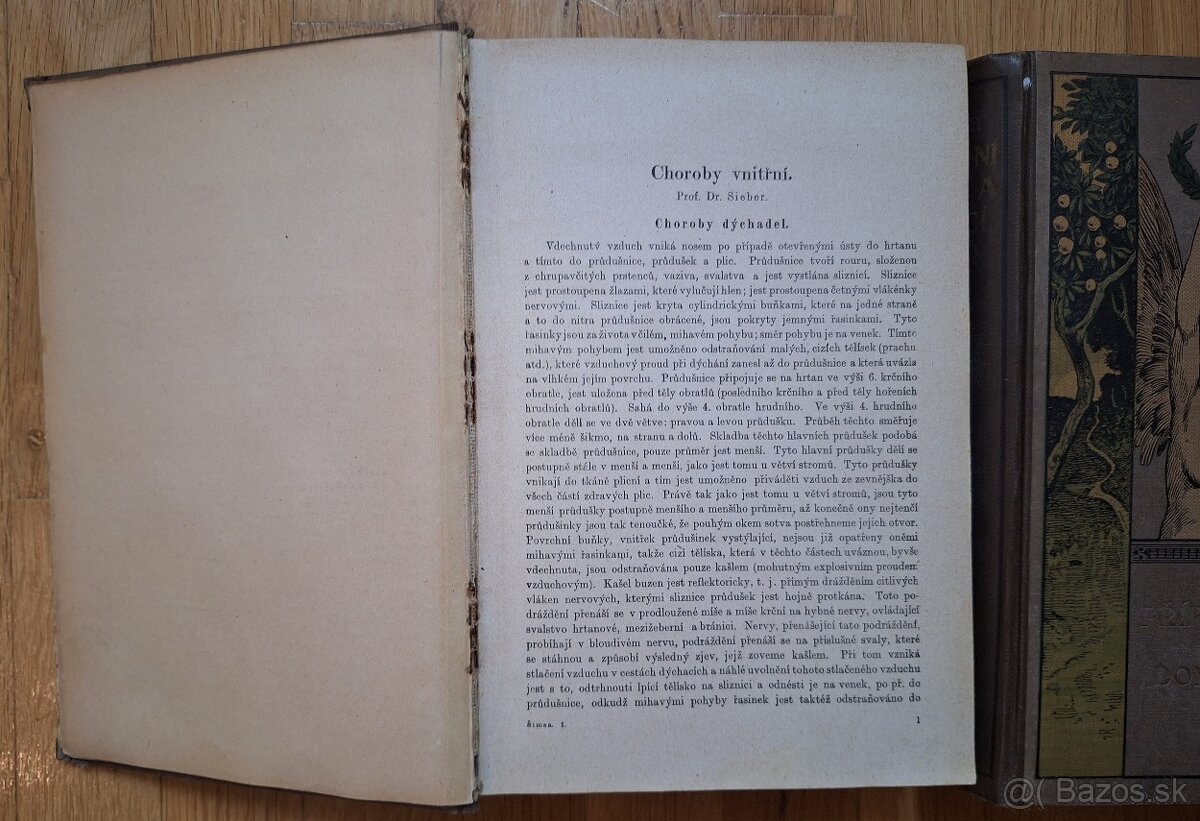 Choroby vnitřní.
Prof. Dr. Sieber.
Choroby dýchadel.
Vdechnutý vzduch vniká nosem po případě otevřenými ústy do hrtanu
a tímto do průdušnice, průdušek a plic. Průdušnice tvoří rouru, složenou
z chrupavčitých prstenců, vaziva, svalstva a jest vystlána sliznicí. Sliznice
jest prostoupena žlazami, které vylučují hlen; jest prostoupena četnými vlákénky
nervovými. Sliznice jest kryta cylindrickými buňkami, které na jedné straně
a to do nitra průdušnice obrácené, jsou pokryty jemnými řasinkami. Tyto
řasinky jsou za života v čilém, mihavém pohybu; směr pohybu je na venek. Tímto
mihavým pohybem jest umožněno odstraňování malých, cizích tělísek (prachu
atd.), které vzduchový proud při dýchání zanesl až do průdušnice a která uvázla
na vlhkém jejím povrchu. Průdušnice připojuje se na hrtan ve výši 6. krčního
obratle, jest uložena před těly obratlů (posledního krčního a před těly hořeních
hrudních obratlů). Sahá do výše 4. obratle hrudního. Ve výši 4. hrudního
obratle dělí se ve dvě větve: pravou a levou průdušku. Průběh těchto směřuje
více méně šikmo, na stranu a dolů. Skladba těchto hlavních průdušek podobá
se skladbě průdušnice, pouze průměr jest menší. Tyto hlavní průdušky dělí se
postupně stále v menší a menší, jako jest tomu u větví stromů. Tyto průdušky
vnikají do tkáně plicní a tím jest umožněno přiváděti vzduch ze zevnějška do
všech částí zdravých plic. Právě tak jako jest tomu u větví stromů, jsou tyto
menší průdušky postupně menšího a menšího průměru, až konečně ony nejtenčí
průdušinky jsou tak tenoučké, že pouhým okem sotva postřehneme jejich otvor.
Povrchní buňky, vnitřek průdušinek vystýlající, nejsou již opatřeny oněmi
mihavými řasinkami, takže cizí tělíska, která v těchto částech uváznou, byvše
vdechnuta, jsou odstraňována pouze kašlem (mohutným explosivním proudem
vzduchovým). Kašel buzen jest reflektoricky, t. j. přímým drážděním citlivých
vláken nervových, kterými sliznice průdušek jest hojně protkána. Toto po-
dráždění přenáší se v prodloužené míše a míše krční na hybné nervy, ovládající
svalstvo hrtanové, mezižeberní a bránici. Nervy, přenášející tato podráždění,
probíhají v bloudivém nervu, podráždění přenáší se na příslušné svaly, které
se stáhnou a způsobí výsledný zjev, jejž zoveme kašlem. Při tom vzniká
stlačení vzduchu v cestách dýchacích a náhlé uvolnění tohoto stlačeného vzduchu
jest s to, odtrhnouti lpící tělísko na sliznici a odnésti je na venek, po př. do
průdušnice, odkudž mihavými pohyby řasinek jest taktéž odstraňováno do
Šimsa. I.
1
NI
A
PŘÍ
LO
Bazos.sk